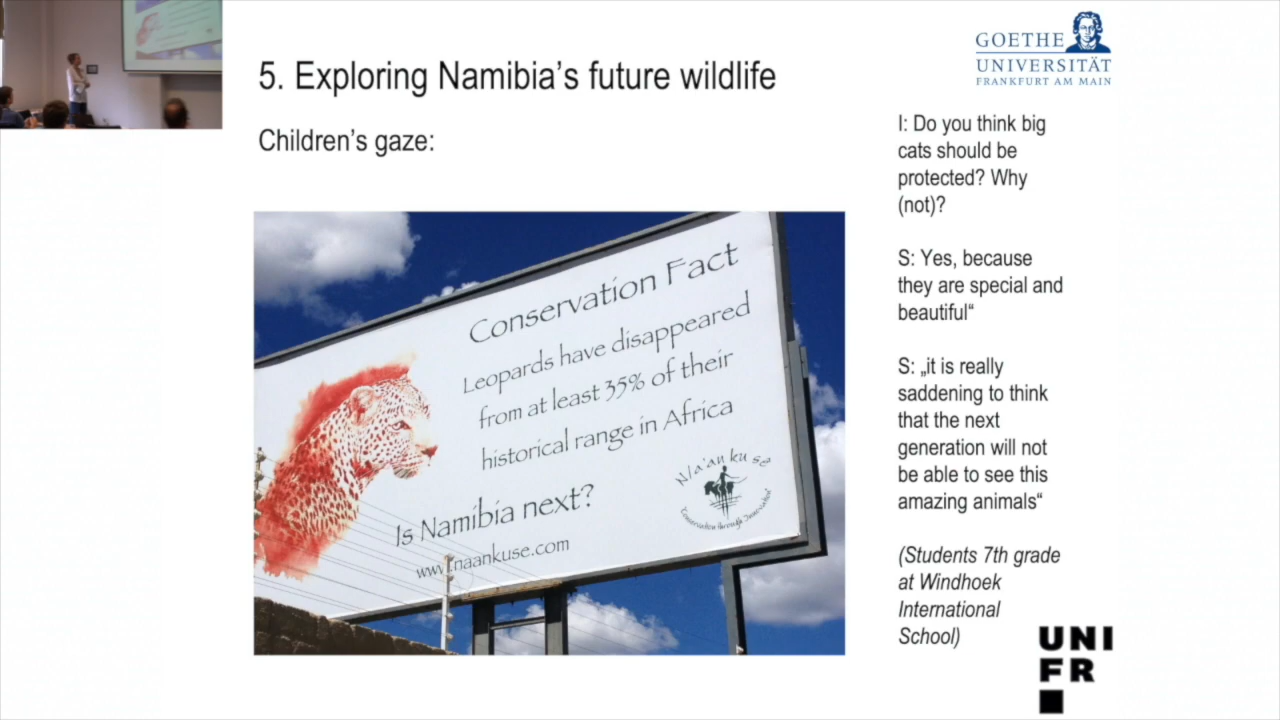 5. Exploring Namibia's future wildlife
GOETHE
UNIVERSITÄT
FRANKFURT AM MAIN
Children's gaze:
Conservation Fact
Leopards have disappeared
from at least 35% of their
historical range in Africa
Is Namibia next?
www.naankuse.com
N/a'an ku sê
Conservation through Innovation
I: Do you think big
cats should be
protected? Why
(not)?
S: Yes, because
they are special and
beautiful“
S: „it is really
saddening to think
that the next
generation will not
be able to see this
amazing animals“
(Students 7th grade
at Windhoek
International
School)
UNI
FR